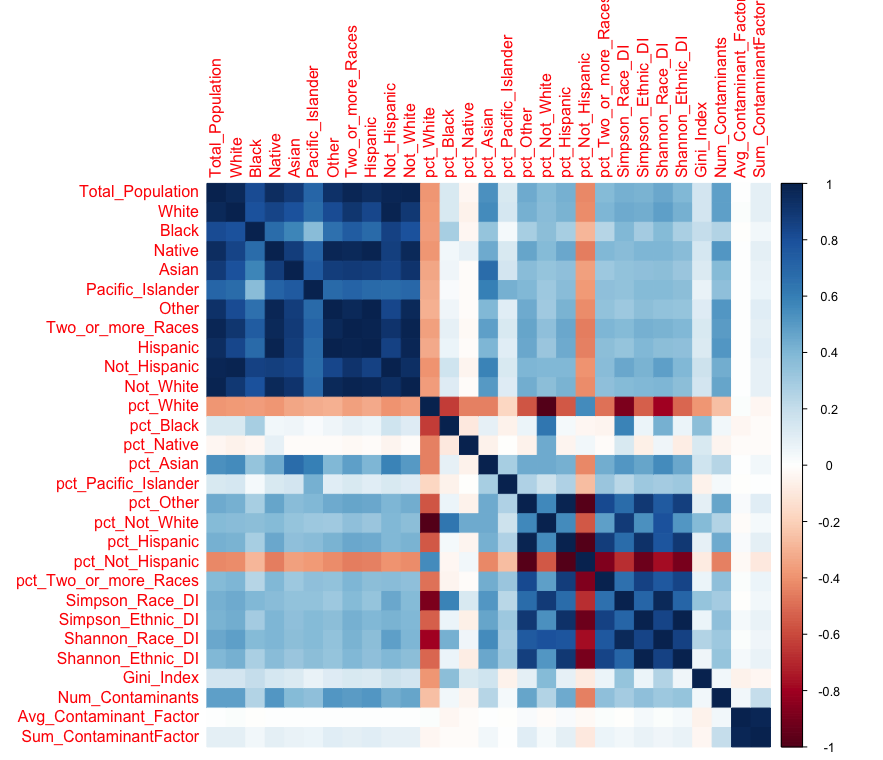 Total_Population
White
Black
Native
Asian
Pacific_Islander
Other
Two_or_more_Races
Hispanic
Not_Hispanic
Not_White
pct_White
pct_Black
pct_Native
pct_Asian
pct_Pacific_Islander
pct_Other
pct_Not_White
pct_Hispanic
pct_Not_Hispanic
pct_Two_or_more_Races
Simpson_Race_DI
Simpson_Ethnic_DI
Shannon_Race_DI
Shannon_Ethnic_DI
Gini_Index
Num_Contaminants
Avg_Contaminant_Factor
Sum_ContaminantFactor
Total_Population
White
Black
Native
Asian
Pacific_Islander
Other
Two_or_more_Races
Hispanic
Not_Hispanic
Not_White
pct_White
pct_Black
pct_Native
pct_Asian
pct_Pacific_Islander
pct_Other
pct_Not_White
pct_Hispanic
pct_Not_Hispanic
pct_Two_or_more_Races
Simpson_Race_DI
Simpson_Ethnic_DI
Shannon_Race_DI
Shannon_Ethnic_DI
Gini_Index
Num_Contaminants
Avg_Contaminant_Factor
Sum_ContaminantFactor
1
0.8
0.6
0.4
0.2
0
-0.2
-0.4
-0.6
-0.8
-1